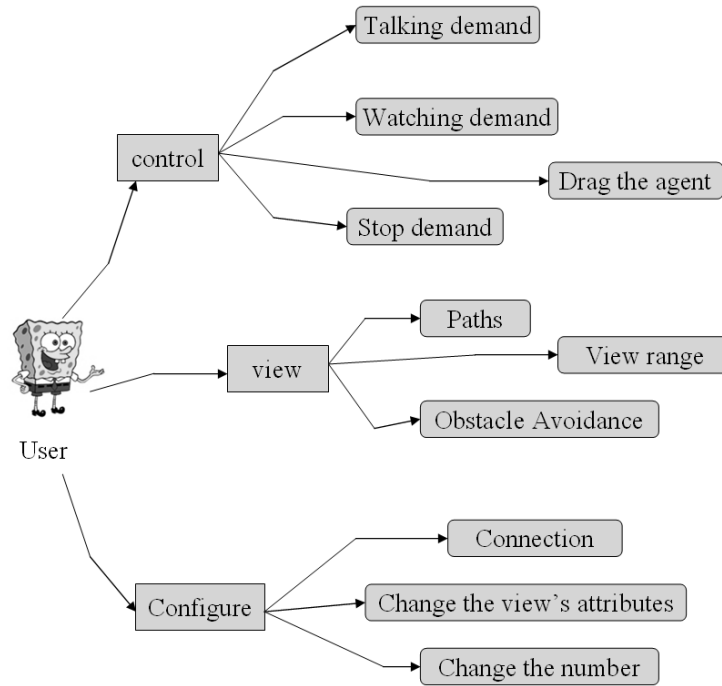 Talking demand
Watching demand
control
Drag the agent
Stop demand
Paths
View range
view
Obstacle Avoidance
User
Connection
Change the view's attributes
Configure
Change the number